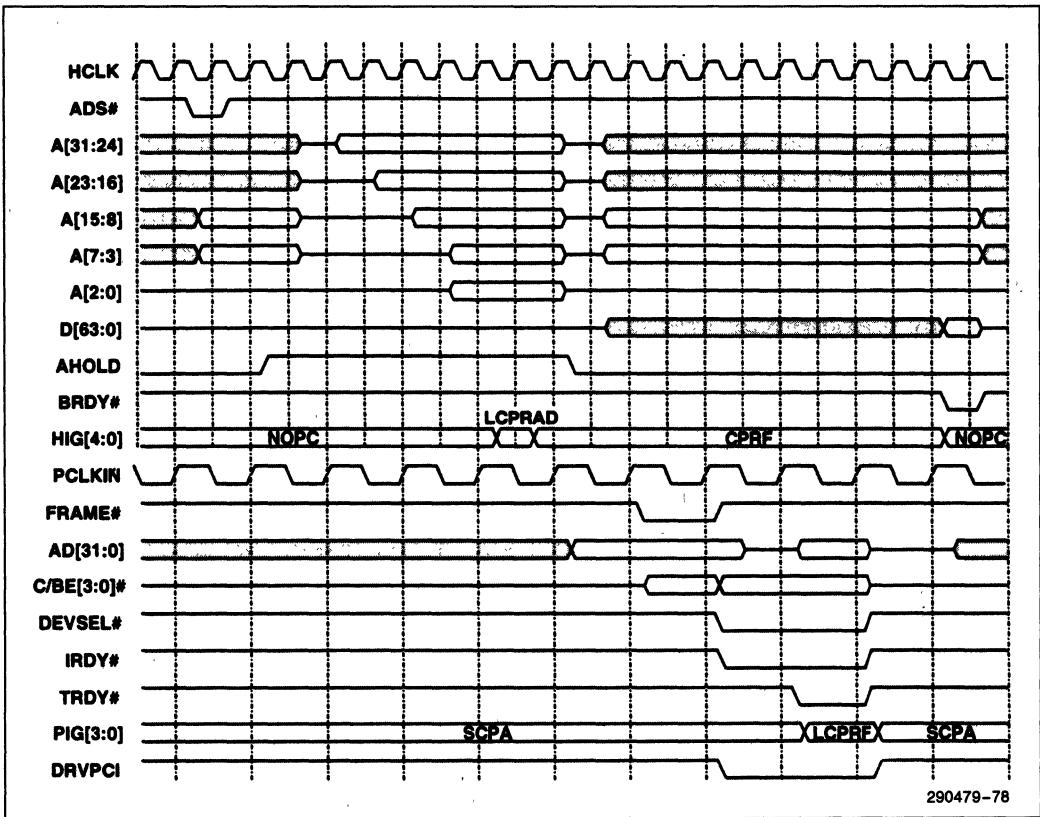 HCLK
ADS#
A[31:24]
A[23:16]
A[15:8]
A[7:3]
A[2:0]
D[63:0]
AHOLD
BRDY#
LCPRAD
HIG[4:0] NOPC CPRF NOPC
PCLKIN
FRAME#
AD[31:0]
C/BE[3:0]#
DEVSEL#
IRDY#
TRDY#
PIG[3:0] SCPA LCPRF SCPA
DRVPCI
290479-78